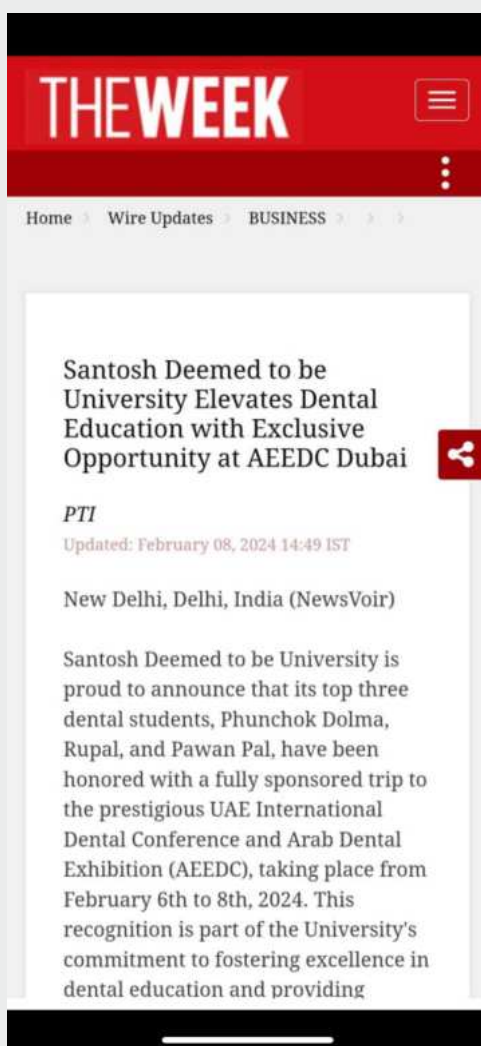 THEWEEK
Home > Wire Updates > BUSINESS > > >
Santosh Deemed to be
University Elevates Dental
Education with Exclusive
Opportunity at AEEDC Dubai
PTI
Updated: February 08, 2024 14:49 IST
New Delhi, Delhi, India (NewsVoir)
Santosh Deemed to be University is
proud to announce that its top three
dental students, Phunchok Dolma,
Rupal, and Pawan Pal, have been
honored with a fully sponsored trip to
the prestigious UAE International
Dental Conference and Arab Dental
Exhibition (AEEDC), taking place from
February 6th to 8th, 2024. This
recognition is part of the University's
commitment to fostering excellence in
dental education and providing